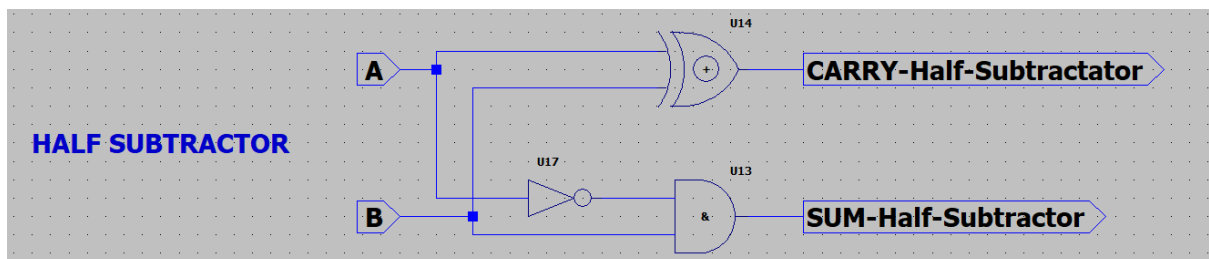 U14
A
CARRY-Half-Subtractator
+
HALF SUBTRACTOR
U17
U13
B
&
SUM-Half-Subtractor